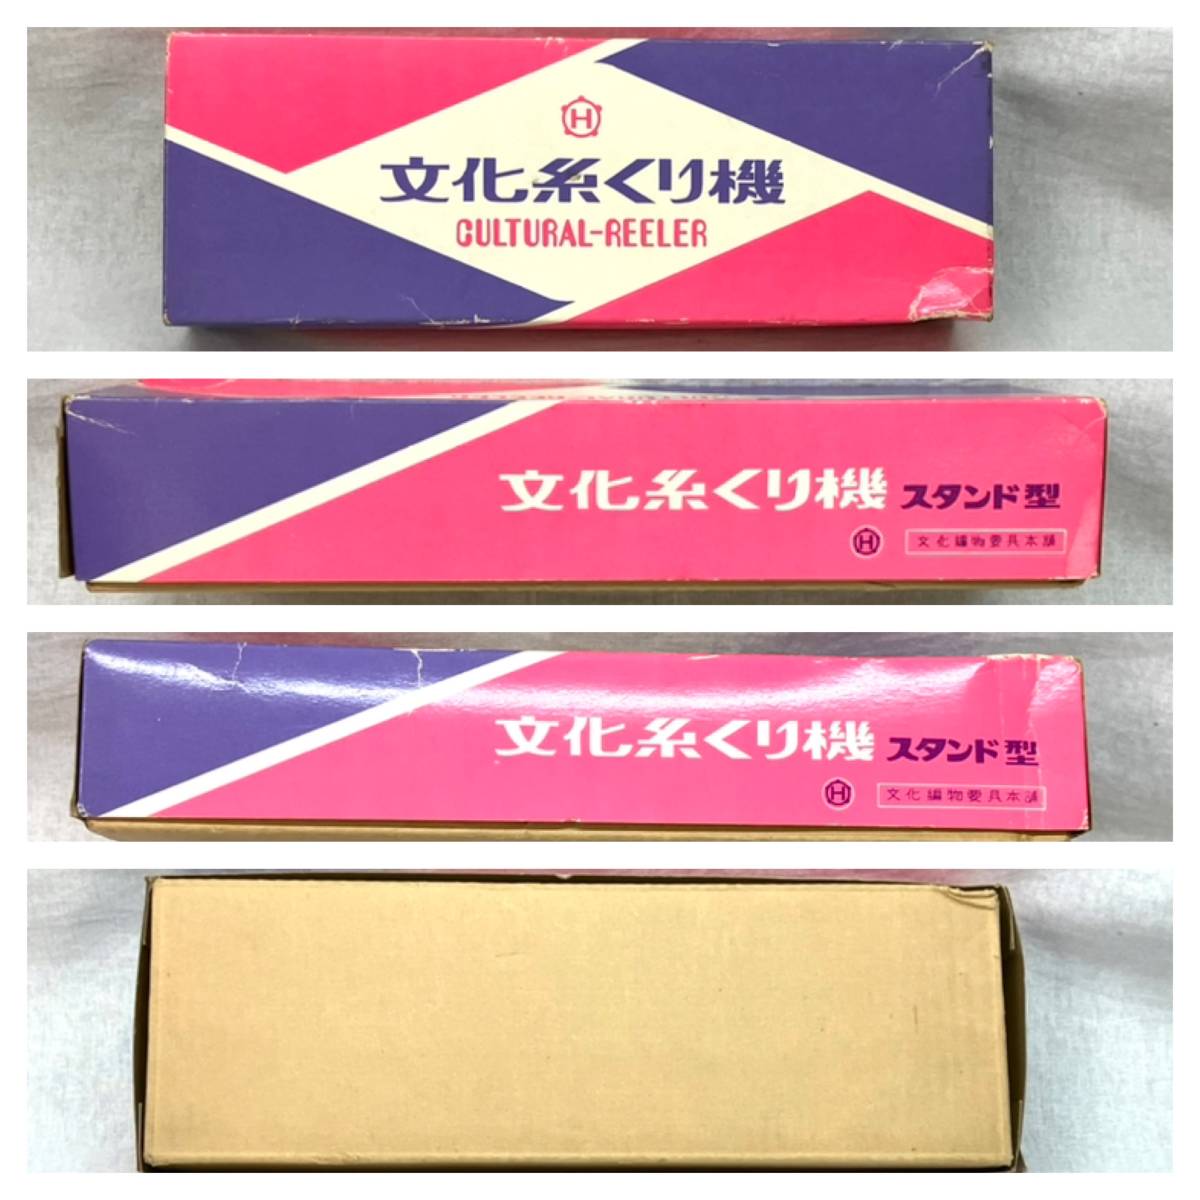 H
文化糸くり機
CULTURAL-REELER
文化糸くり機 スタンド型
H 文化編物要具本舗
文化糸くり機 スタンド型
H 文化編物要具本舗